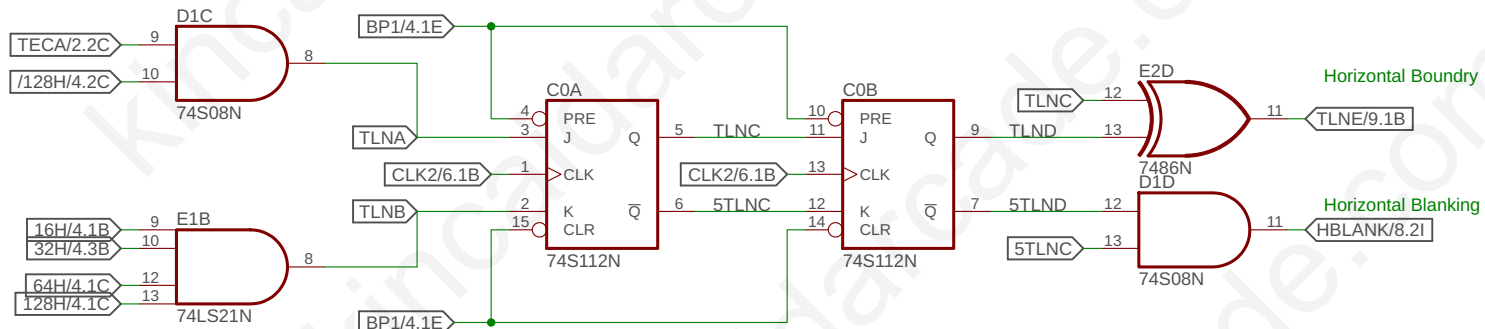 D1C
TECA/2.2C
9
8
/128H/4.2C
10
74S08N
E1B
16H/4.1B
9
32H/4.3B
10
8
64H/4.1C
12
128H/4.1C
13
74LS21N
BP1/4.1E
TLNA
CLK2/6.1B
TLNB
BP1/4.1E
C0A
4
PRE
3
J
Q
5
TLNC
1
CLK
2
K
Q
6
5TLNC
15
CLR
74S112N
CLK2/6.1B
C0B
10
PRE
11
J
Q
9
TLND
13
CLK
12
K
Q
7
5TLND
14
CLR
74S112N
E2D
TLNC
12
13
11
TLNE/9.1B
7486N
Horizontal Boundry
D1D
12
5TLNC
13
11
HBLANK/8.2I
74S08N
Horizontal Blanking